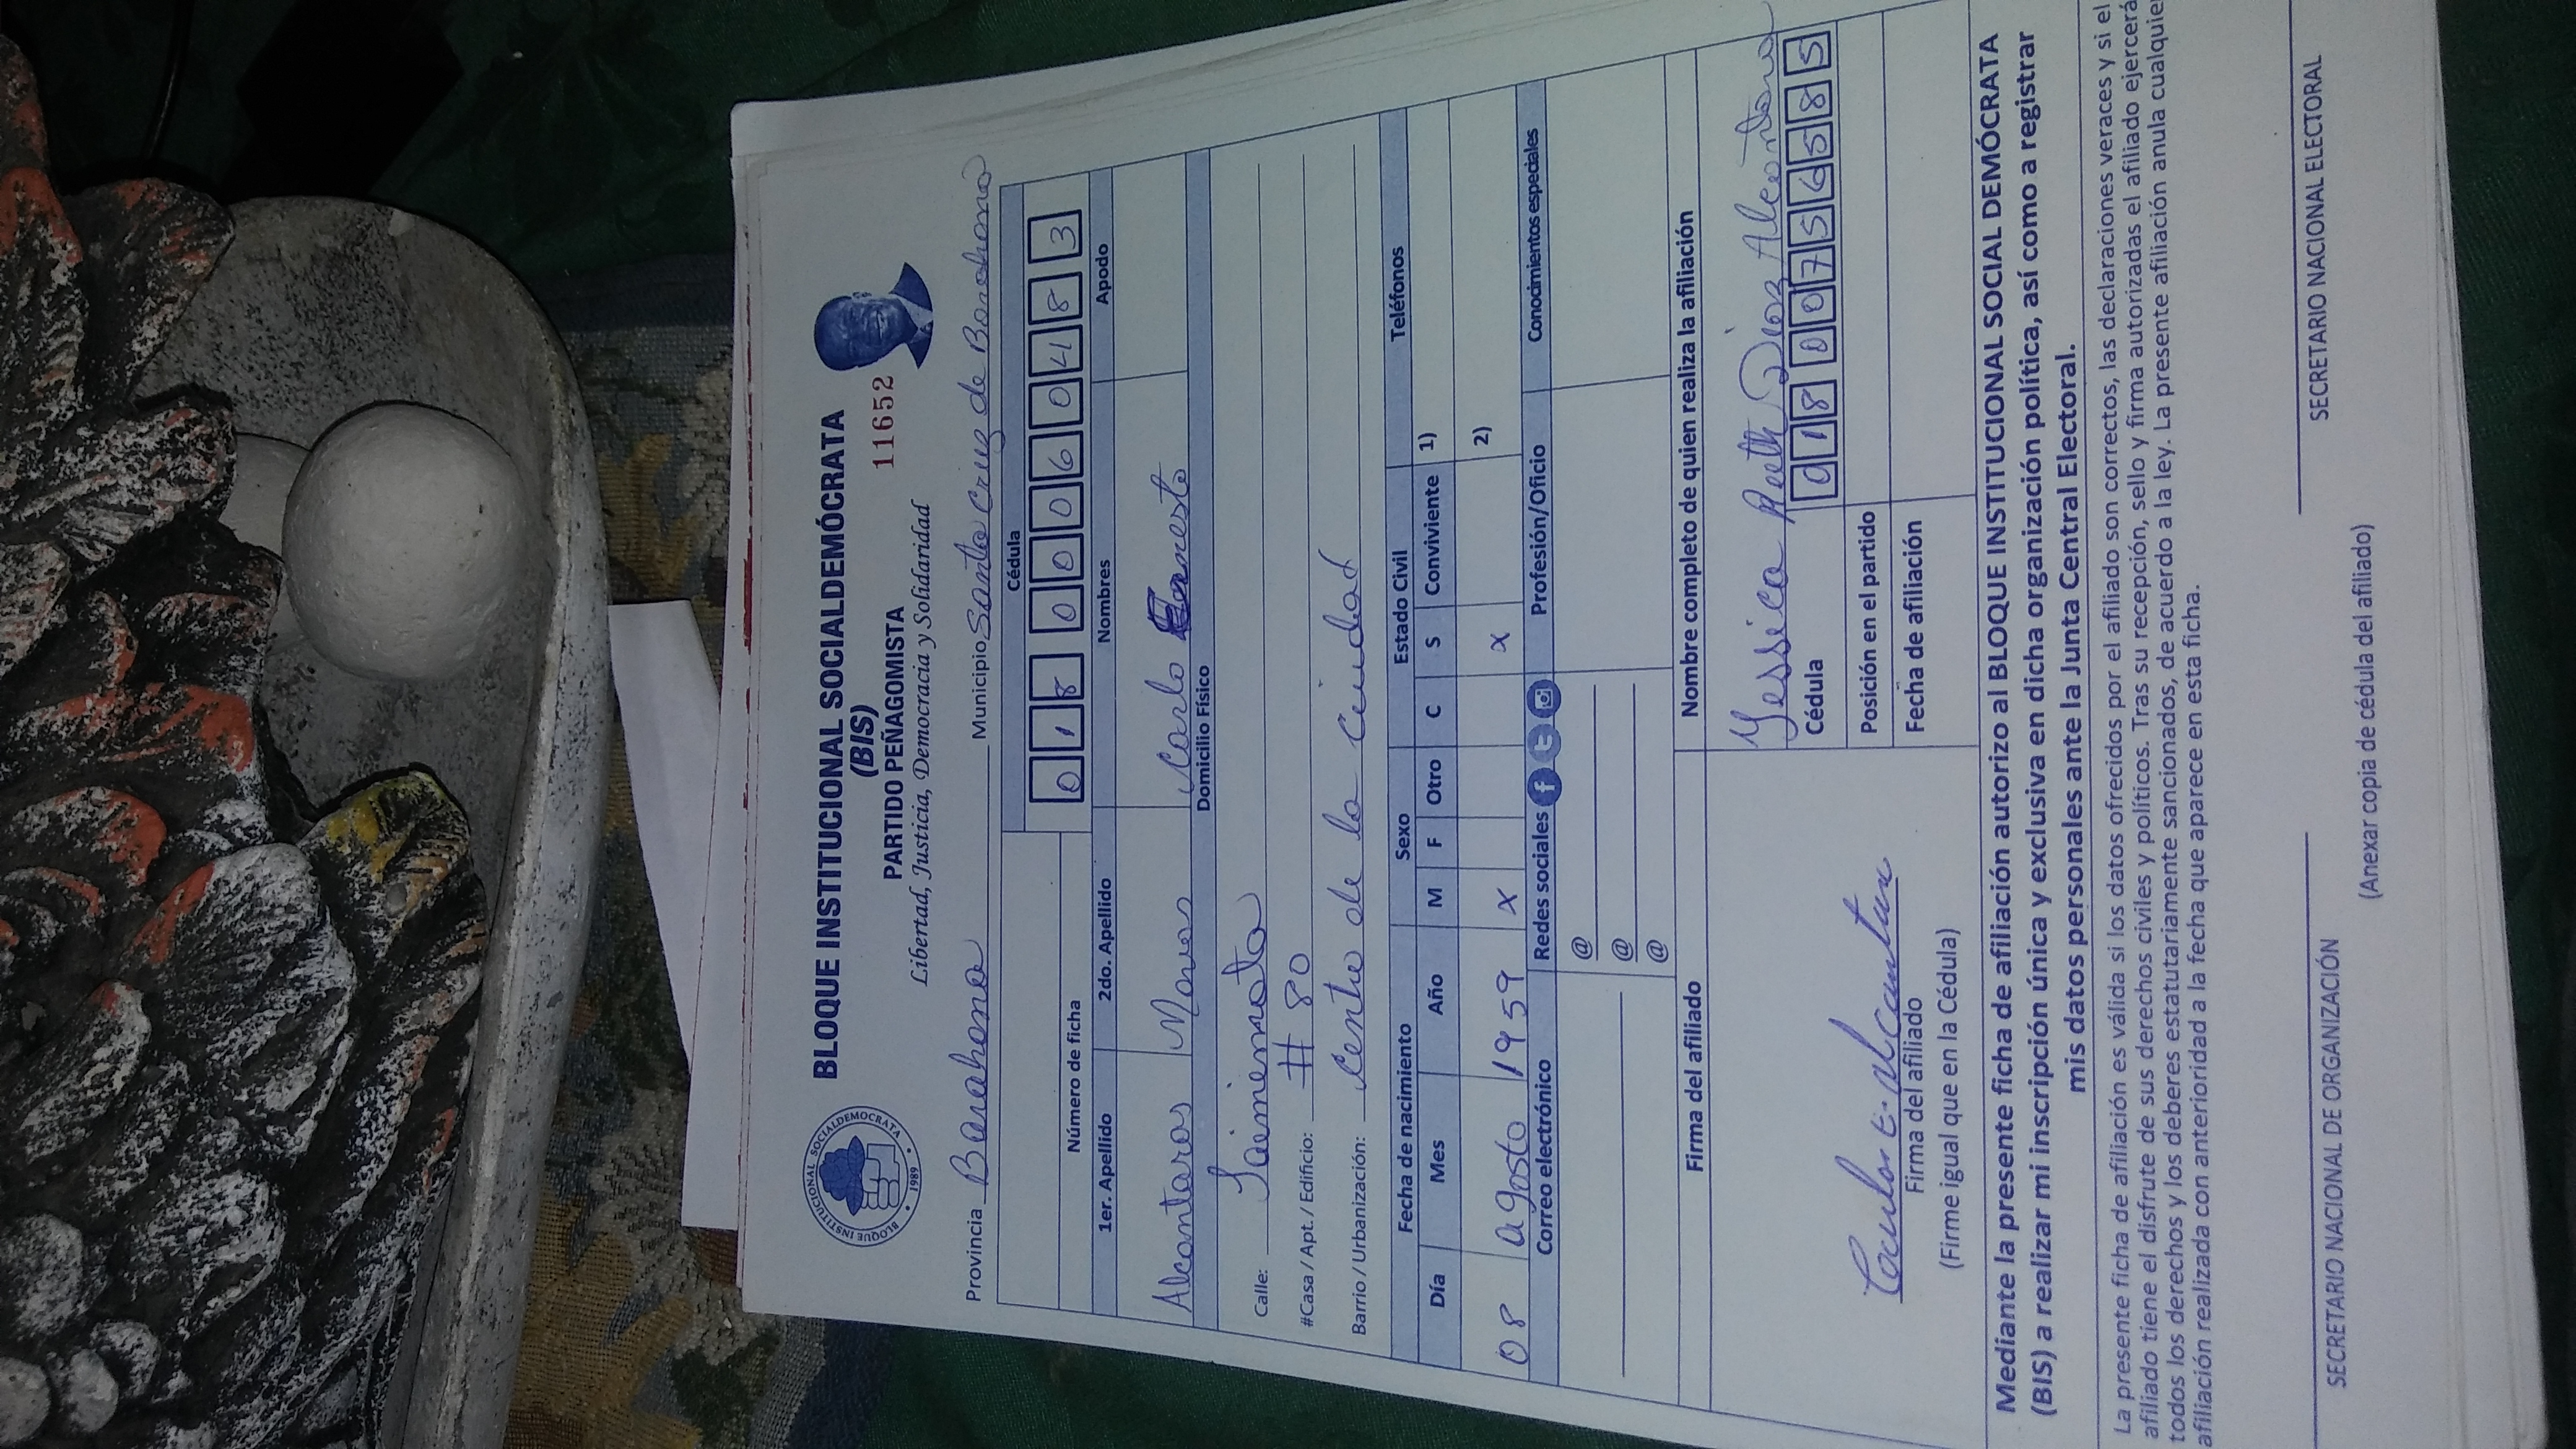 BLOQUE INSTITUCIONAL SOCIALDEMÓCRATA
(BIS)
PARTIDO PEÑAGOMISTA
116652
Libertad, Justicia, Democracia y Solidaridad
BLOQUE INSTITUCIONAL SOCIALDEMOCRATA
1989
Provincia Barahona Municipio Santa Cruz de Barahona
Cédula
0 1 8 0 0 0 6 0 4 8 3
Número de ficha
1er. Apellido 2do. Apellido Nombres Apodo
Alcantaras Carlo
Domicilio Físico
Calle:
#Casa / Apt. / Edificio: # 80
Barrio / Urbanización: Centro de la Ciudad
Fecha de nacimiento Sexo Estado Civil Teléfonos
Día Mes Año M F Otro C S Conviviente 1)
08 agosto 1959 x x 2)
Correo electrónico Redes sociales f t Profesión/Oficio Conocimientos especiales
@
@
@
Firma del afiliado Nombre completo de quien realiza la afiliación
Yessica Díaz Alcantara
Cédula 0 1 8 0 0 7 5 6 5 8 5
Posición en el partido
Fecha de afiliación
Carlos E. Alcantara
Firma del afiliado
(Firme igual que en la Cédula)
Mediante la presente ficha de afiliación autorizo al BLOQUE INSTITUCIONAL SOCIAL DEMÓCRATA
(BIS) a realizar mi inscripción única y exclusiva en dicha organización política, así como a registrar
mis datos personales ante la Junta Central Electoral.
La presente ficha de afiliación es válida si los datos ofrecidos por el afiliado son correctos, las declaraciones veraces y si el
afiliado tiene el disfrute de sus derechos civiles y políticos. Tras su recepción, sello y firma autorizadas el afiliado ejercerá
todos los derechos y los deberes estatutariamente sancionados, de acuerdo a la ley. La presente afiliación anula cualquier
afiliación realizada con anterioridad a la fecha que aparece en esta ficha.
SECRETARIO NACIONAL DE ORGANIZACIÓN SECRETARIO NACIONAL ELECTORAL
(Anexar copia de cédula del afiliado)